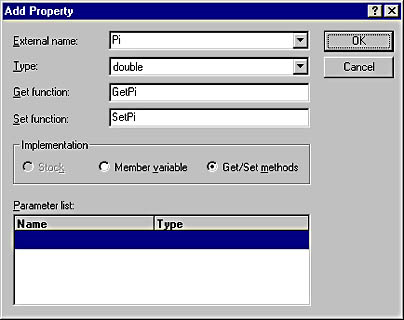 Add Property
External name: Pi OK
Type: double Cancel
Get function: GetPi
Set function: SetPi
Implementation
Stock Member variable Get/Set methods
Parameter list:
Name Type